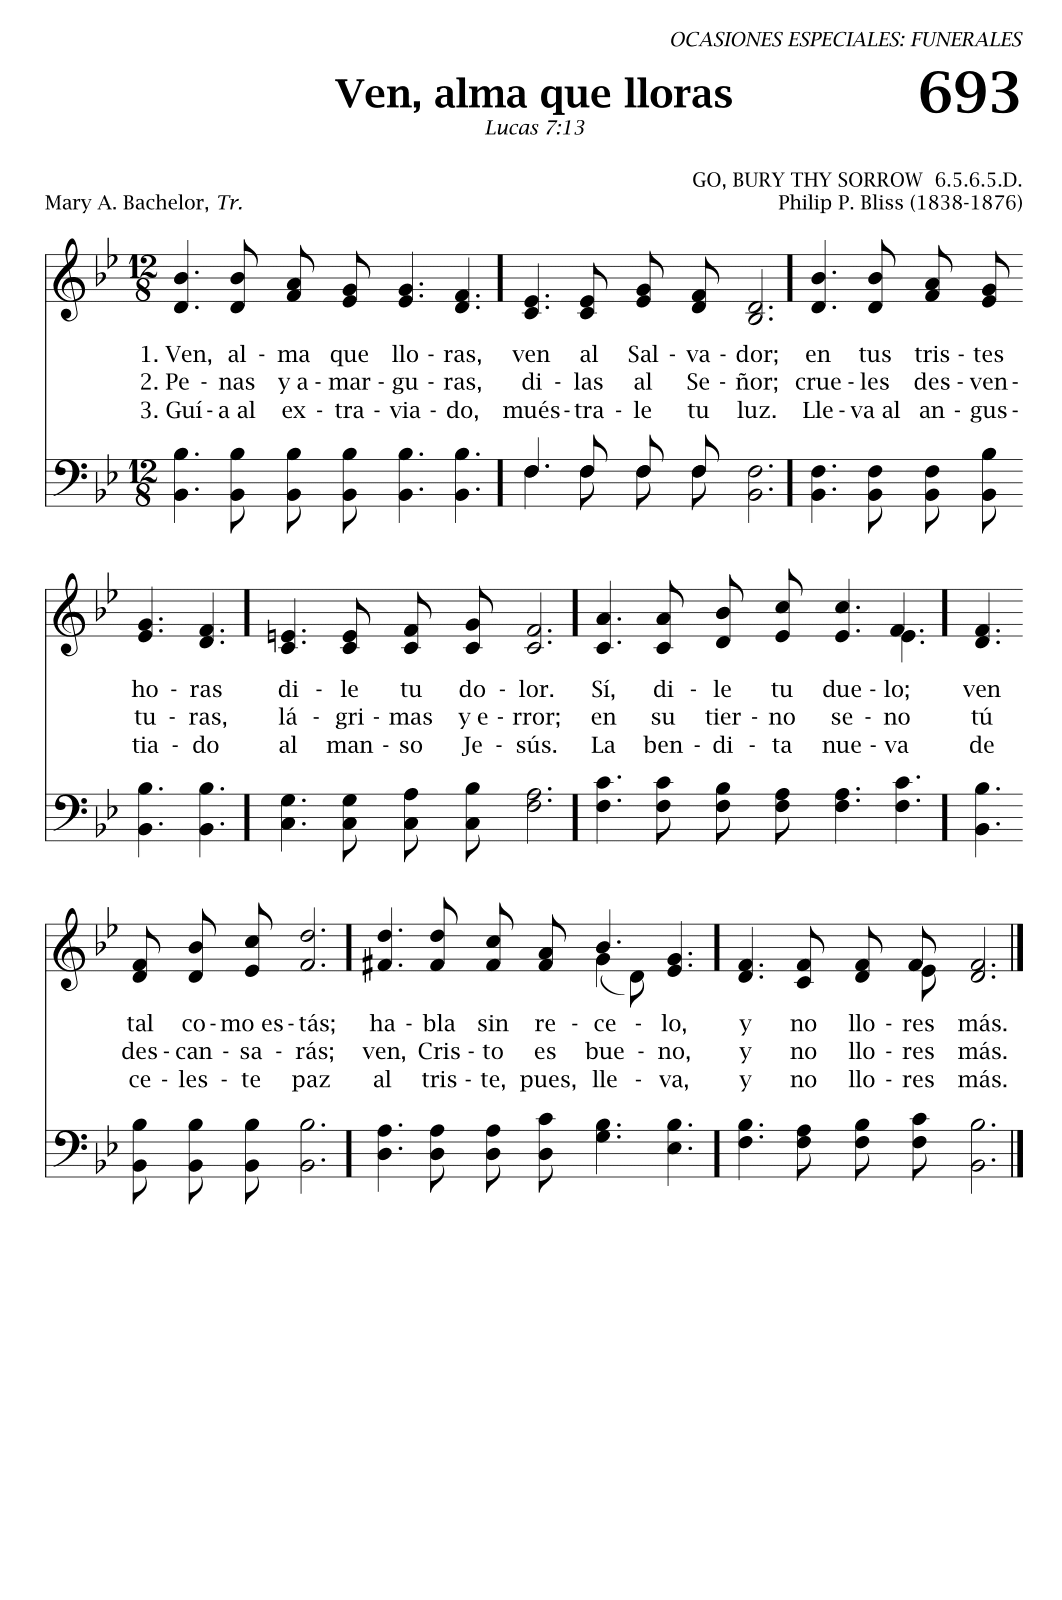 OCASIONES ESPECIALES: FUNERALES
Ven, alma que lloras 693
Lucas 7:13
GO, BURY THY SORROW 6.5.6.5.D.
Mary A. Bachelor, Tr. Philip P. Bliss (1838-1876)
12 8
1. Ven, al - ma que llo - ras, ven al Sal - va - dor; en tus tris - tes
2. Pe - nas y a - mar - gu - ras, di - las al Se - ñor; crue - les des - ven -
3. Guí - a al ex - tra - via - do, mués - tra - le tu luz. Lle - va al an - gus -
12 8
ho - ras di - le tu do - lor. Sí, di - le tu due - lo; ven
tu - ras, lá - gri - mas y e - rror; en su tier - no se - no tú
tia - do al man - so Je - sús. La ben - di - ta nue - va de
tal co - mo es - tás; ha - bla sin re - ce - lo, y no llo - res más.
des - can - sa - rás; ven, Cris - to es bue - no, y no llo - res más.
ce - les - te paz al tris - te, pues, lle - va, y no llo - res más.